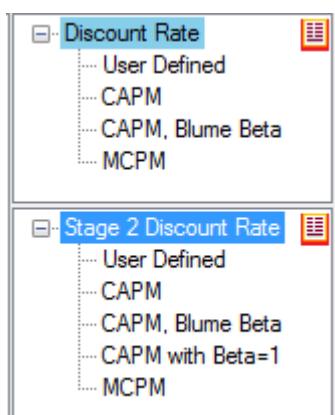 Discount Rate
User Defined
CAPM
CAPM, Blume Beta
MCPM
Stage 2 Discount Rate
User Defined
CAPM
CAPM, Blume Beta
CAPM with Beta=1
MCPM